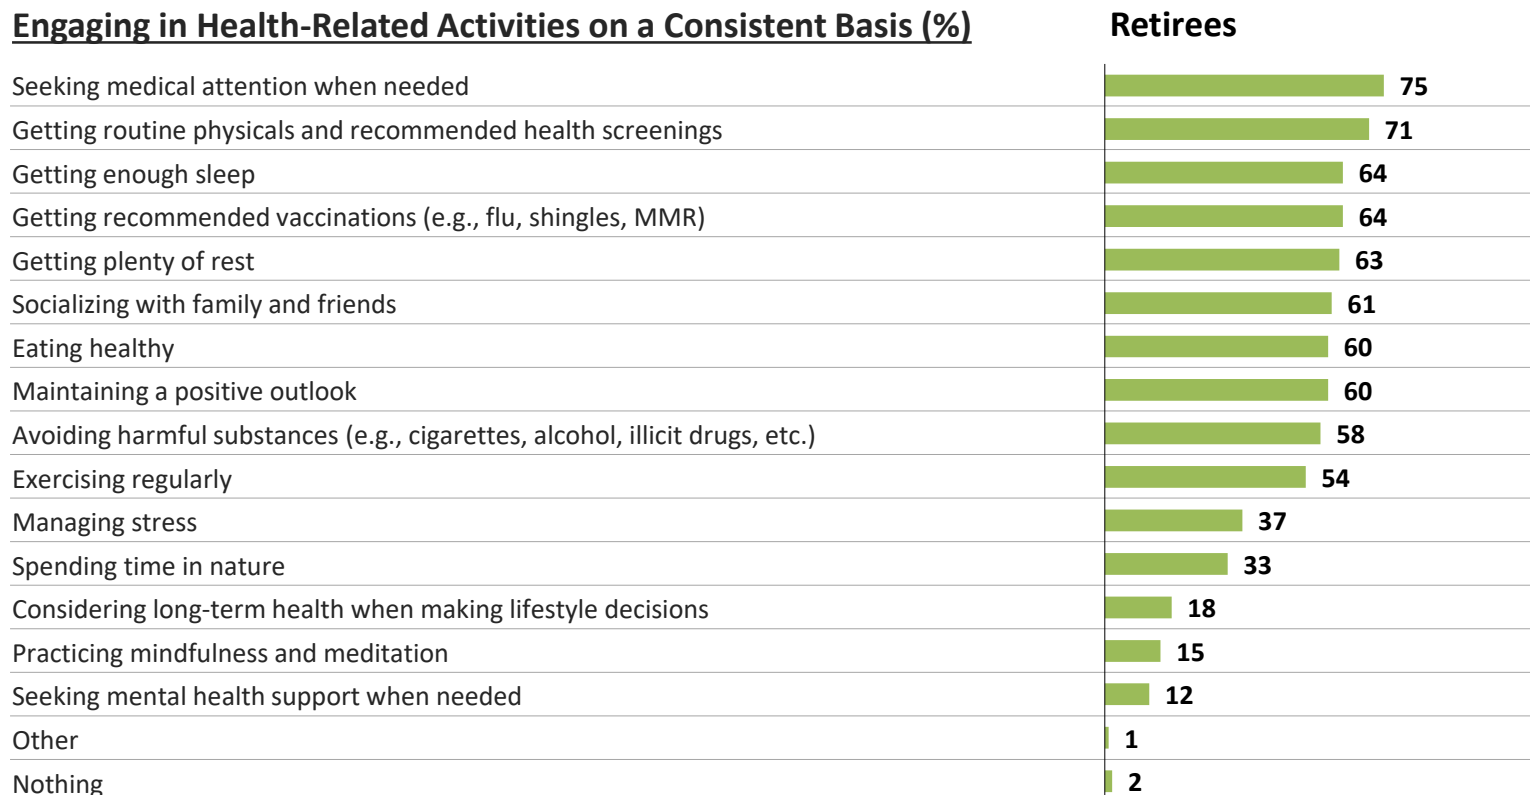 Engaging in Health-Related Activities on a Consistent Basis (%) Retirees
Seeking medical attention when needed 75
Getting routine physicals and recommended health screenings 71
Getting enough sleep 64
Getting recommended vaccinations (e.g., flu, shingles, MMR) 64
Getting plenty of rest 63
Socializing with family and friends 61
Eating healthy 60
Maintaining a positive outlook 60
Avoiding harmful substances (e.g., cigarettes, alcohol, illicit drugs, etc.) 58
Exercising regularly 54
Managing stress 37
Spending time in nature 33
Considering long-term health when making lifestyle decisions 18
Practicing mindfulness and meditation 15
Seeking mental health support when needed 12
Other 1
Nothing 2